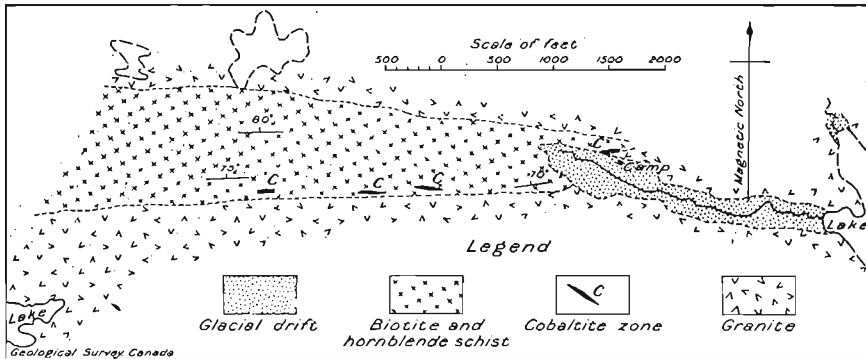 Scale of feet
500 0 500 1000 1500 2000
80°
75°
C
C
C
C
70°
Camp
Magnetic North
Lake
Lake
Legend
C
Glacial drift
Biotite and
hornblende schist
Cobaltite zone
Granite
Geological Survey, Canada